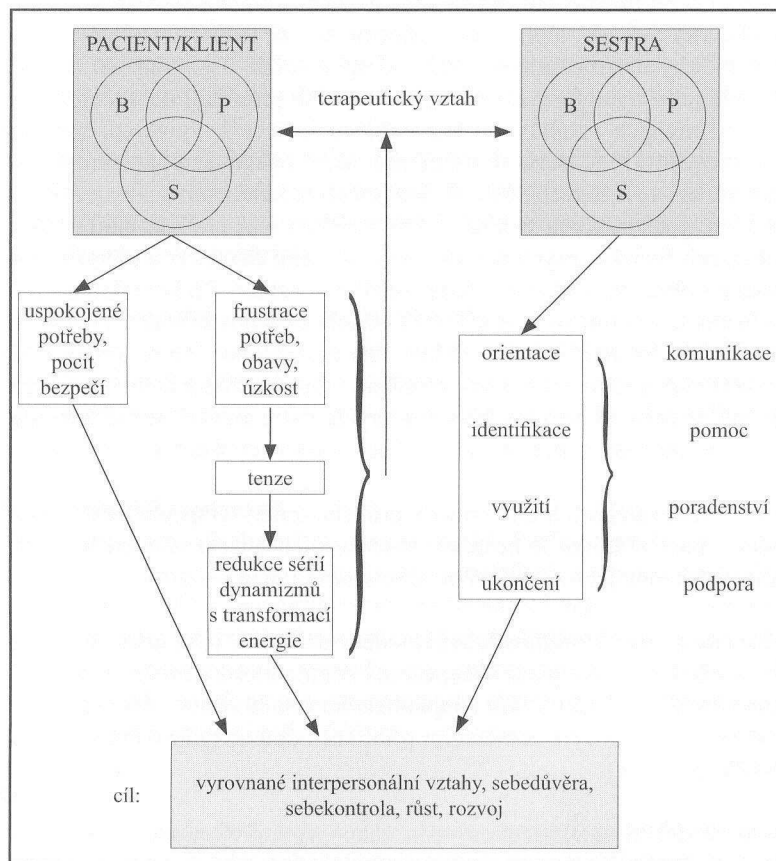 PACIENT/KLIENT
B
P
S
terapeutický vztah
SESTRA
B
P
S
uspokojené
potřeby,
pocit
bezpečí
frustrace
potřeb,
obavy,
úzkost
tenze
redukce sérií
dynamizmů
s transformací
energie
orientace
identifikace
využití
ukončení
komunikace
pomoc
poradenství
podpora
cíl:
vyrovnané interpersonální vztahy, sebedůvěra,
sebekontrola, růst, rozvoj